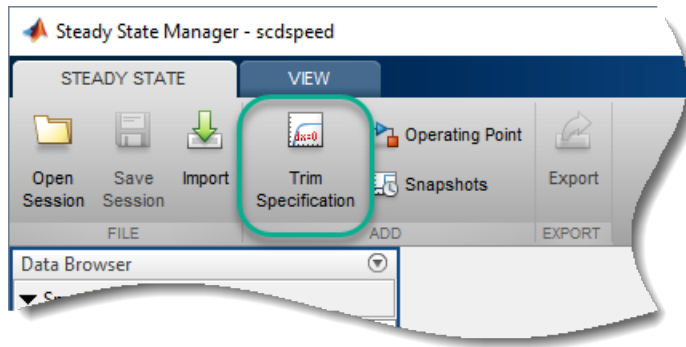 Steady State Manager - scdspeed
STEADY STATE
VIEW
Open
Session
Save
Session
Import
Trim
Specification
Operating Point
Snapshots
Export
FILE
ADD
EXPORT
Data Browser
dx=0